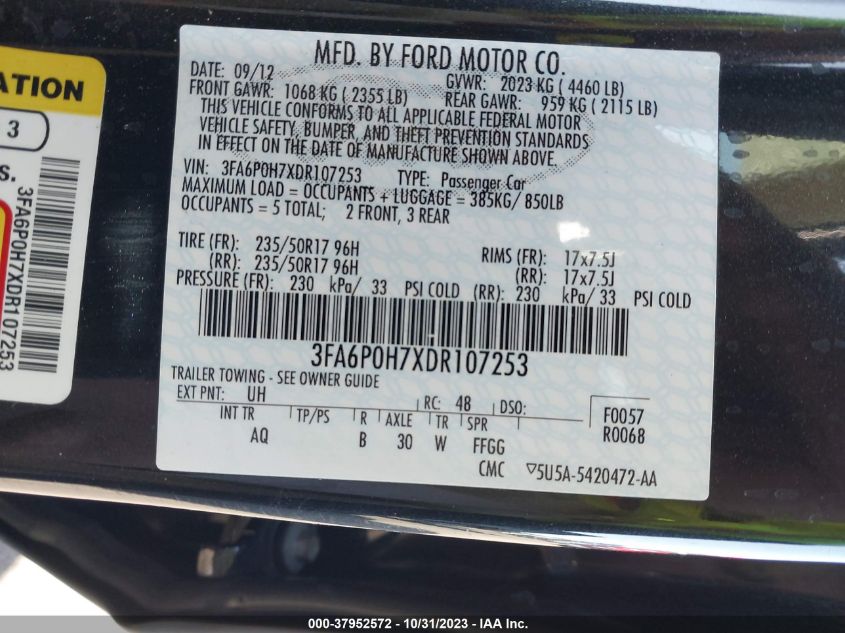 ATION
3
S.
3FA6P0H7XDR107253
MFD. BY FORD MOTOR CO.
DATE: 09/12 GVWR: 2023 KG ( 4460 LB)
FRONT GAWR: 1068 KG ( 2355 LB) REAR GAWR: 959 KG ( 2115 LB)
THIS VEHICLE CONFORMS TO ALL APPLICABLE FEDERAL MOTOR
VEHICLE SAFETY, BUMPER, AND THEFT PREVENTION STANDARDS
IN EFFECT ON THE DATE OF MANUFACTURE SHOWN ABOVE.
VIN: 3FA6P0H7XDR107253 TYPE: Passenger Car
MAXIMUM LOAD = OCCUPANTS + LUGGAGE = 385KG/ 850LB
OCCUPANTS = 5 TOTAL; 2 FRONT, 3 REAR
TIRE (FR): 235/50R17 96H RIMS (FR): 17x7.5J
(RR): 235/50R17 96H (RR): 17x7.5J
PRESSURE (FR): 230 kPa/ 33 PSI COLD (RR): 230 kPa/ 33 PSI COLD
3FA6P0H7XDR107253
TRAILER TOWING - SEE OWNER GUIDE
EXT PNT: UH RC: 48 DSO: F0057
INT TR TP/PS R AXLE TR SPR R0068
AQ B 30 W FFGG
CMC 5U5A-5420472-AA
000-37952572 - 10/31/2023 - IAA Inc.